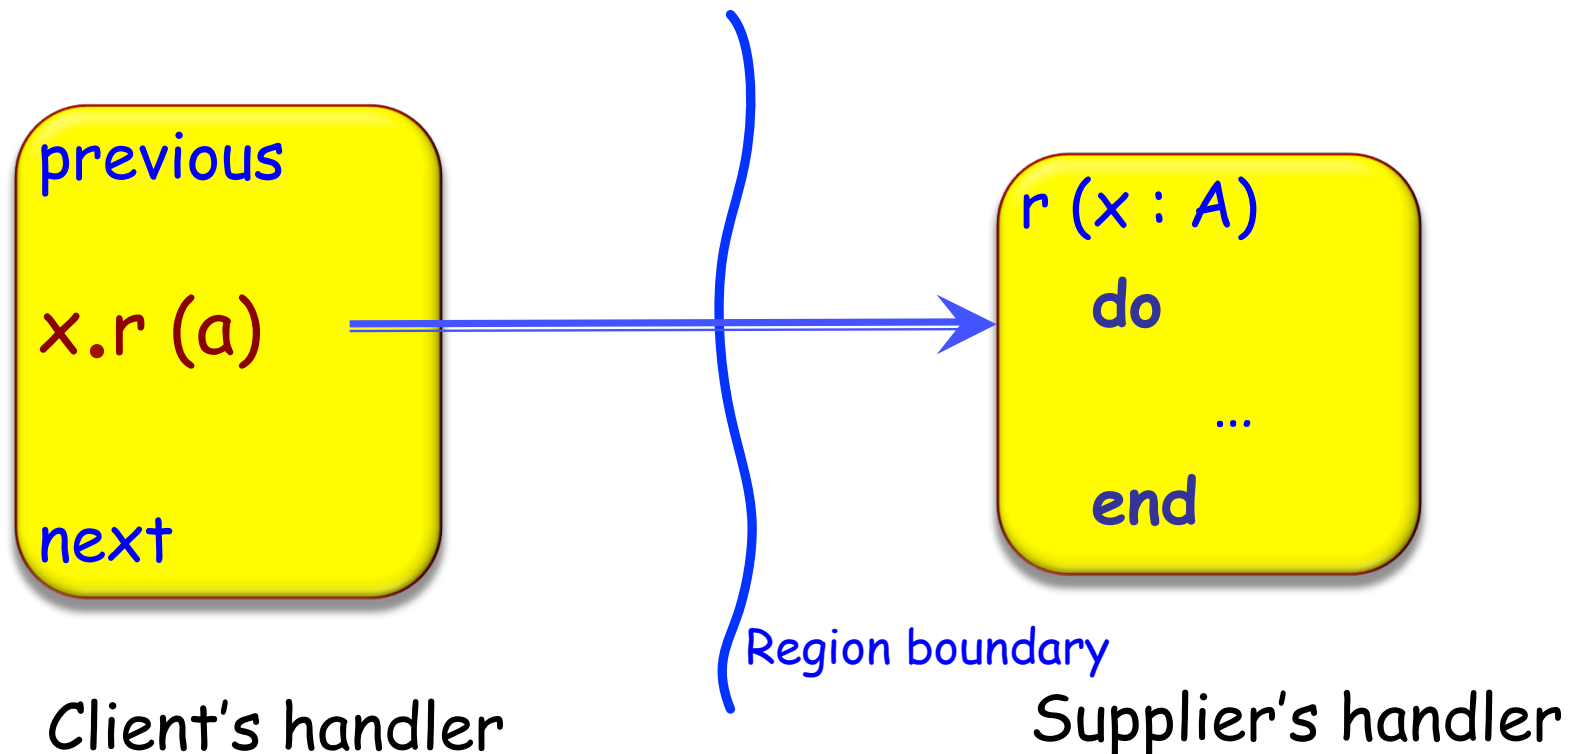 previous
x.r (a)
next
Client's handler
Region boundary
r (x : A)
do
...
end
Supplier's handler